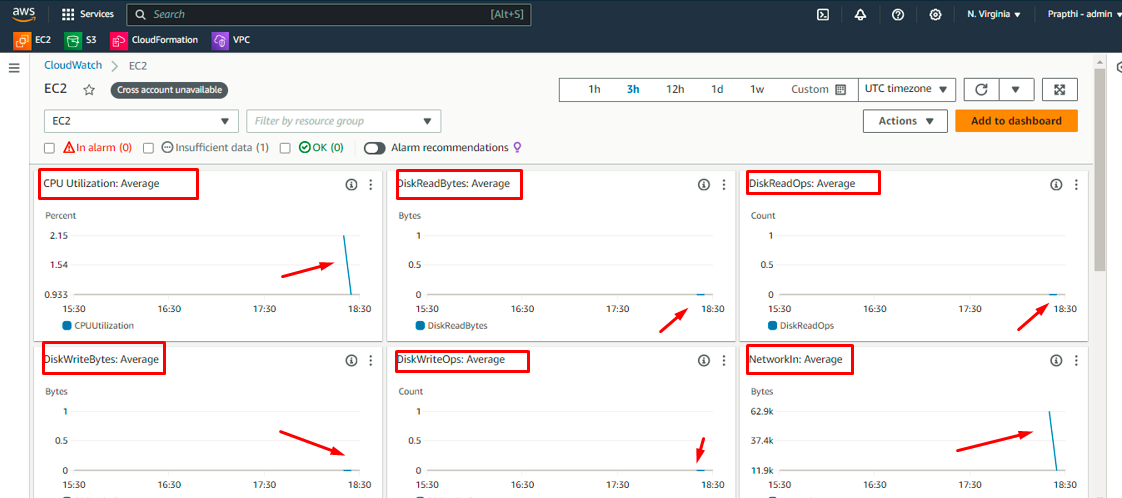 aws Services Search [Alt+S] N. Virginia Prapthi - admin
EC2 S3 CloudFormation VPC
CloudWatch EC2
EC2 Cross account unavailable 1h 3h 12h 1d 1w Custom UTC timezone
EC2 Filter by resource group Actions Add to dashboard
In alarm (0) Insufficient data (1) OK (0) Alarm recommendations
CPU Utilization: Average
Percent
2.15
1.54
0.933
15:30 16:30 17:30 18:30
CPUUtilization
DiskReadBytes: Average
Bytes
1
0.5
0
15:30 16:30 17:30 18:30
DiskReadBytes
DiskReadOps: Average
Count
1
0.5
0
15:30 16:30 17:30 18:30
DiskReadOps
DiskWriteBytes: Average
Bytes
1
0.5
0
15:30 16:30 17:30 18:30
DiskWriteOps: Average
Count
1
0.5
0
15:30 16:30 17:30 18:30
NetworkIn: Average
Bytes
62.9k
37.4k
11.9k
15:30 16:30 17:30 18:30